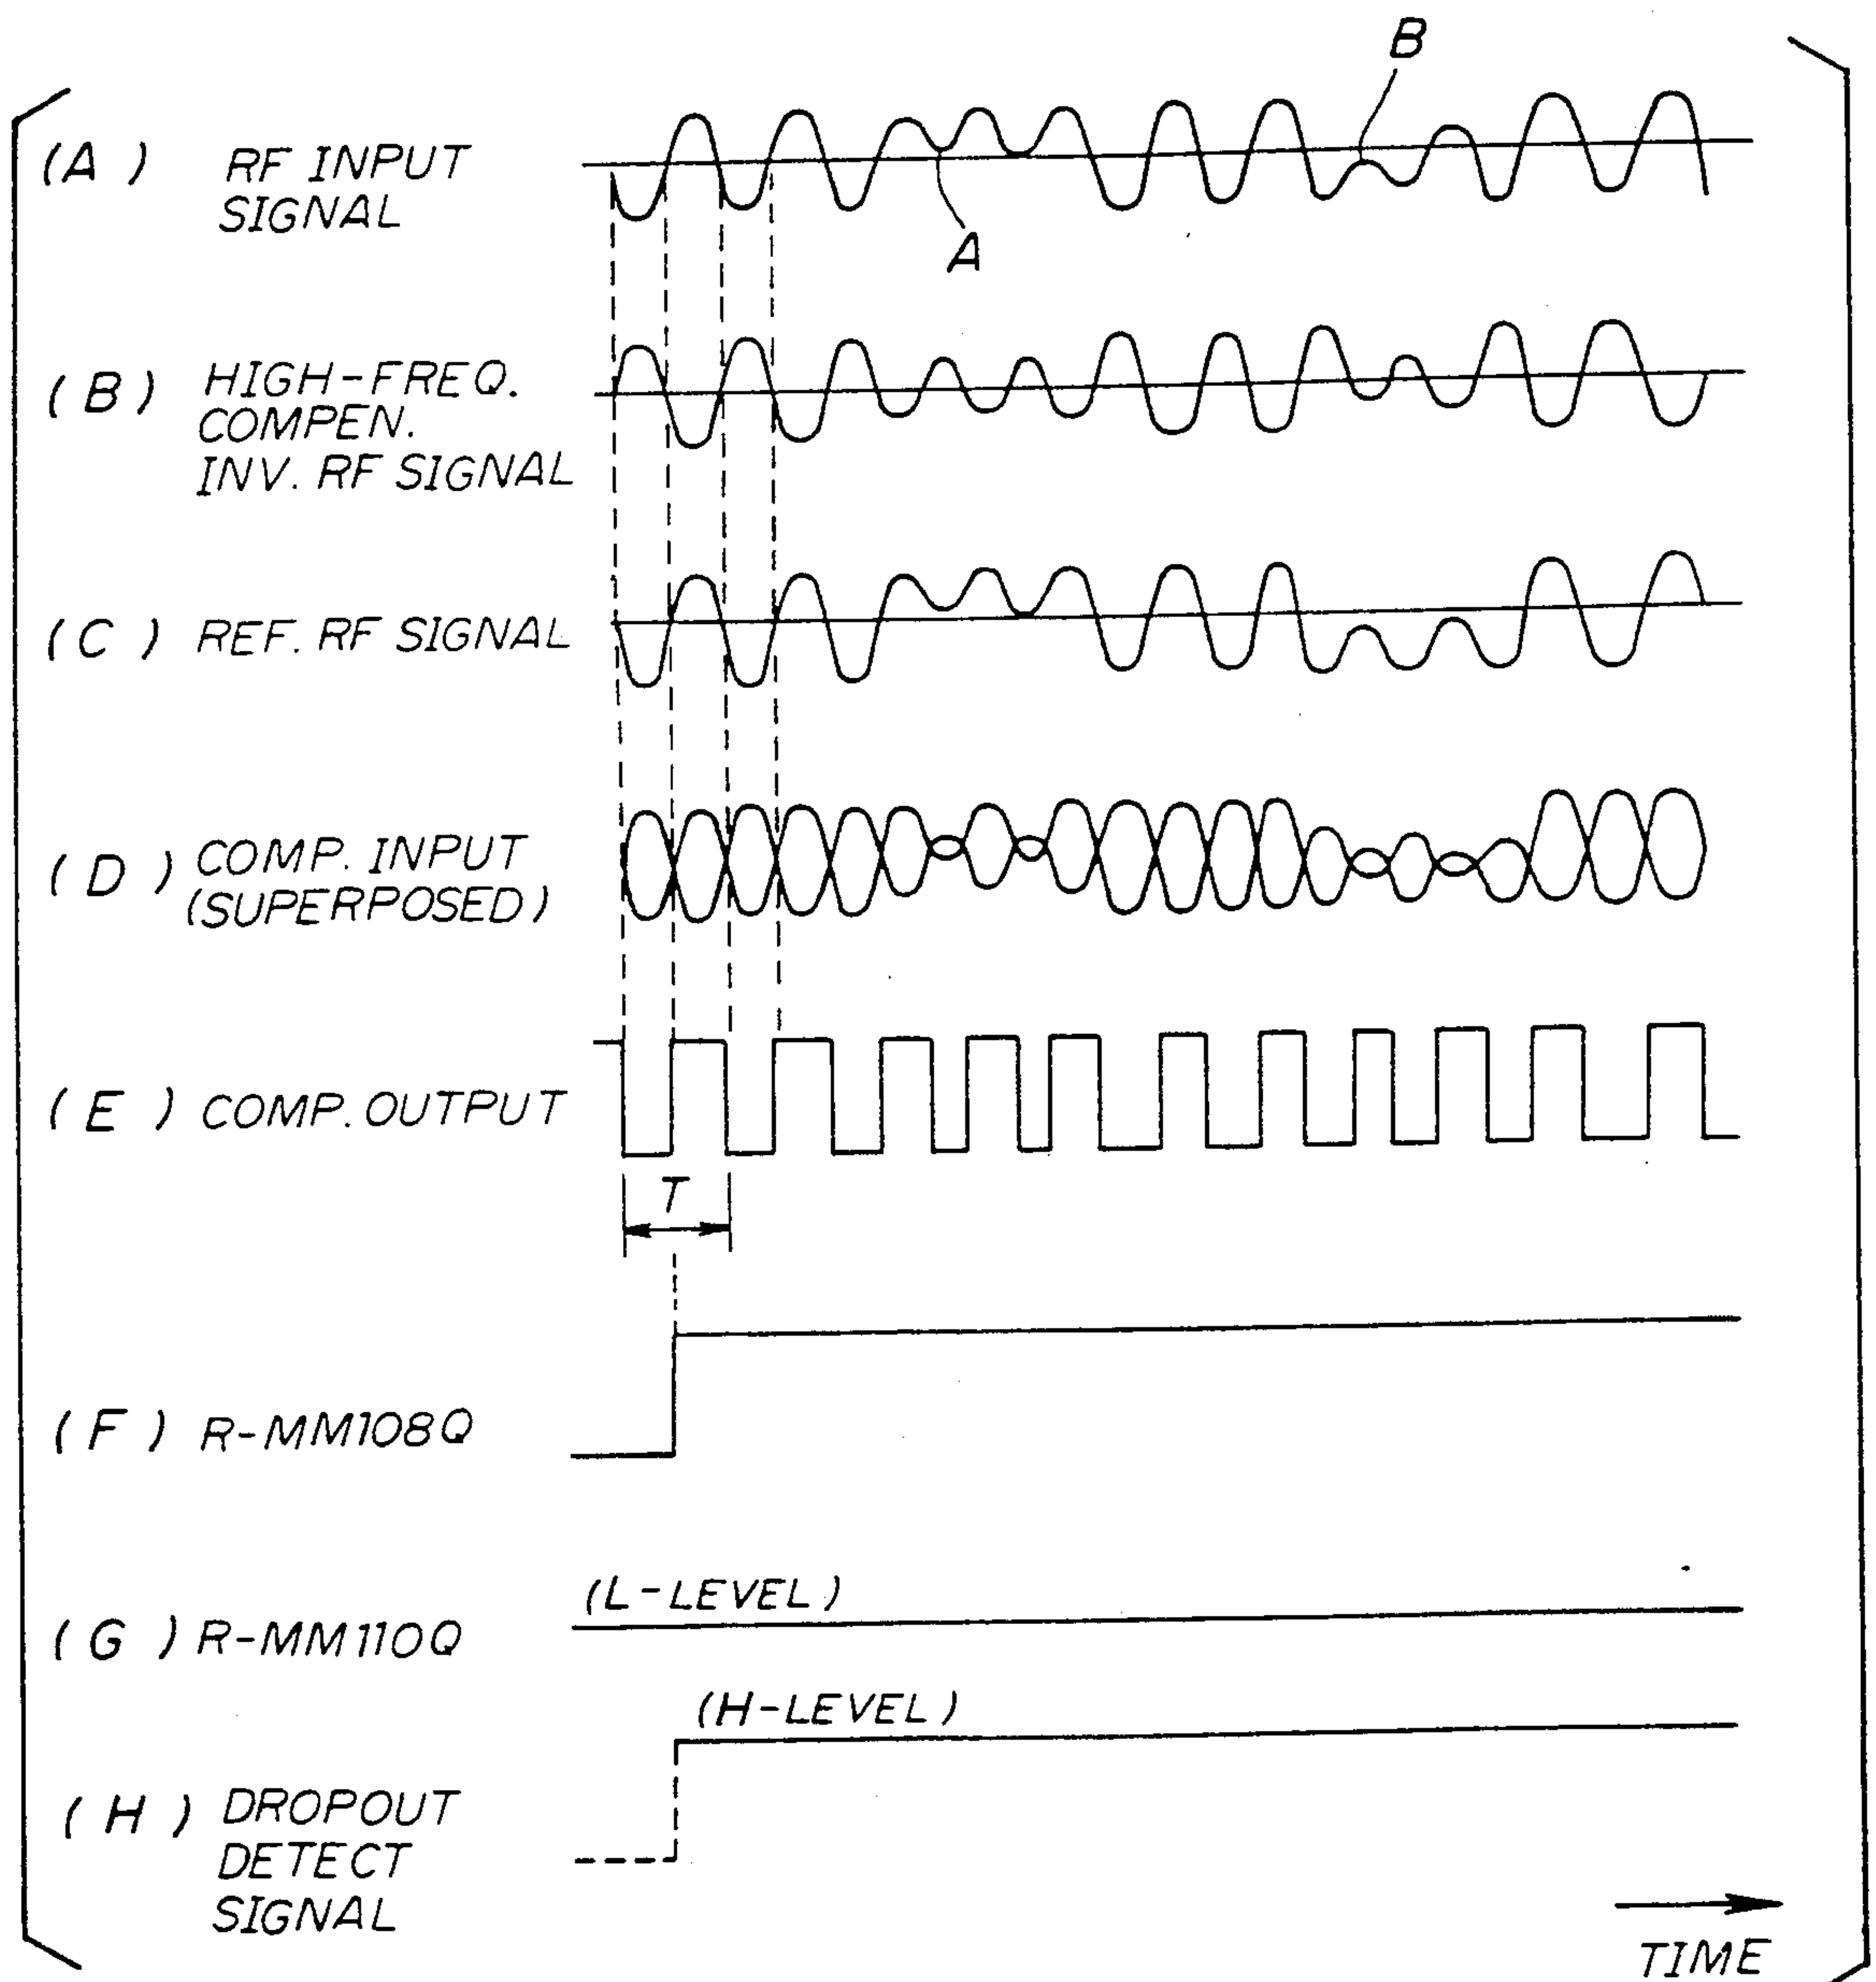 B
(A) RF INPUT
SIGNAL
A
(B) HIGH-FREQ.
COMPEN.
INV. RF SIGNAL
(C) REF. RF SIGNAL
(D) COMP. INPUT
(SUPERPOSED)
(E) COMP. OUTPUT
T
(F) R-MM108Q
(L-LEVEL)
(G) R-MM110Q
(H-LEVEL)
(H) DROPOUT
DETECT
SIGNAL
TIME